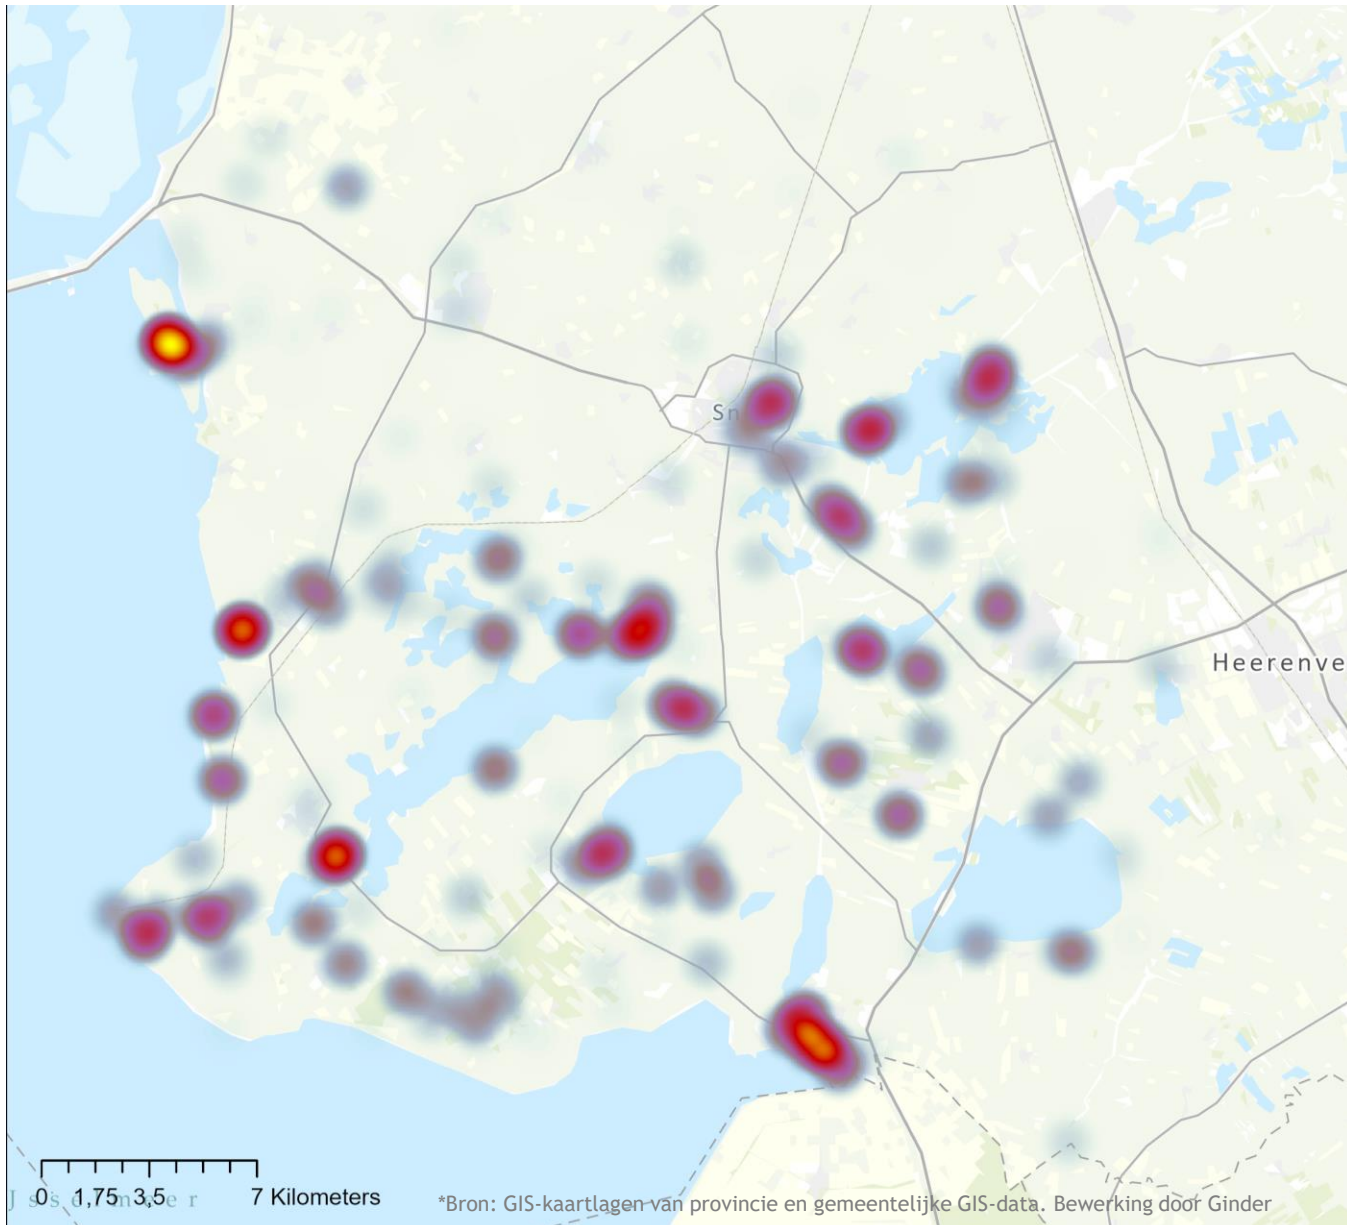 Sn
Heerenve
0 1,75 3,5 7 Kilometers
*Bron: GIS-kaartlagen van provincie en gemeentelijke GIS-data. Bewerking door Ginder